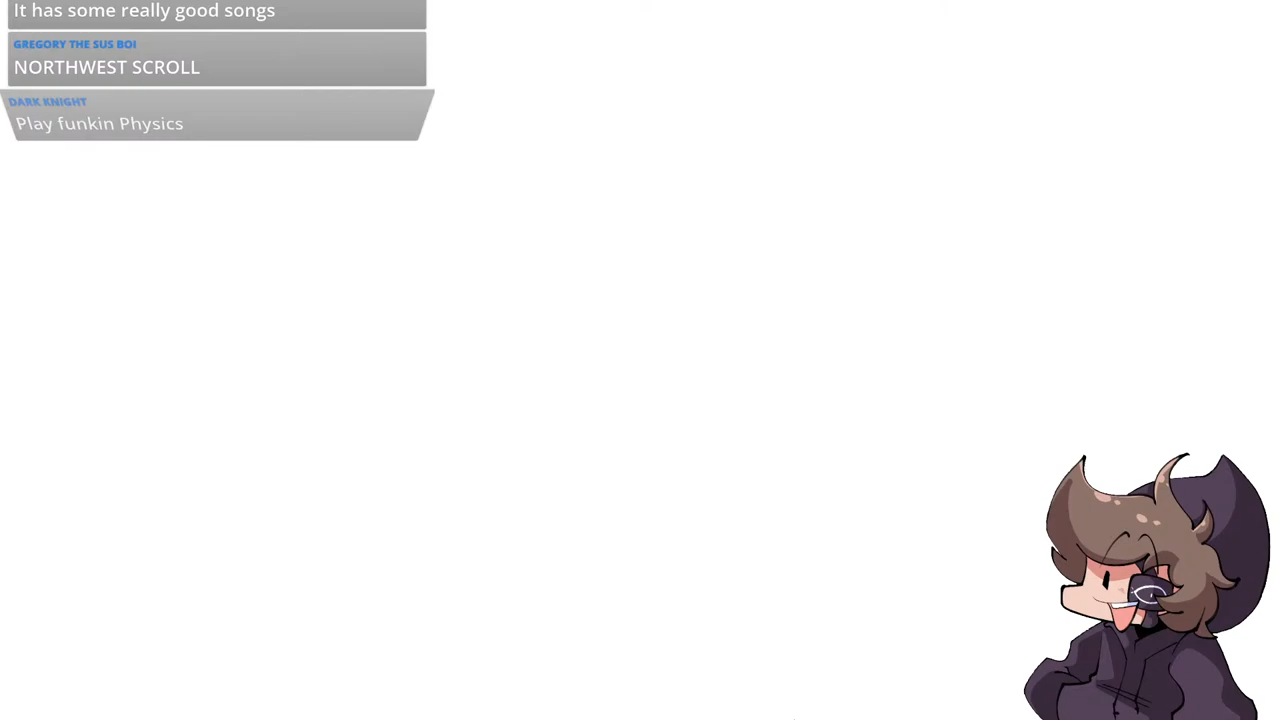 It has some really good songs
GREGORY THE SUS BOI
NORTHWEST SCROLL
DARK KNIGHT
Play funkin Physics